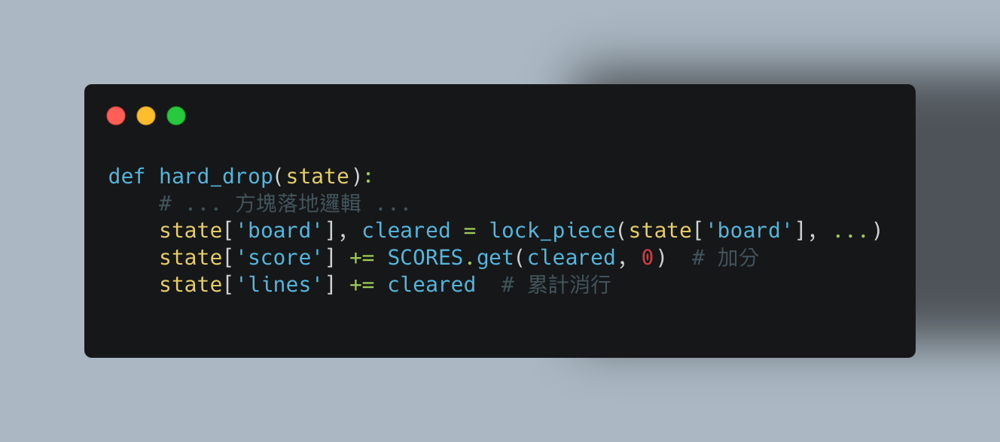 def hard_drop(state):
    # ... 方塊落地邏輯 ...
    state['board'], cleared = lock_piece(state['board'], ...)
    state['score'] += SCORES.get(cleared, 0)  # 加分
    state['lines'] += cleared  # 累計消行